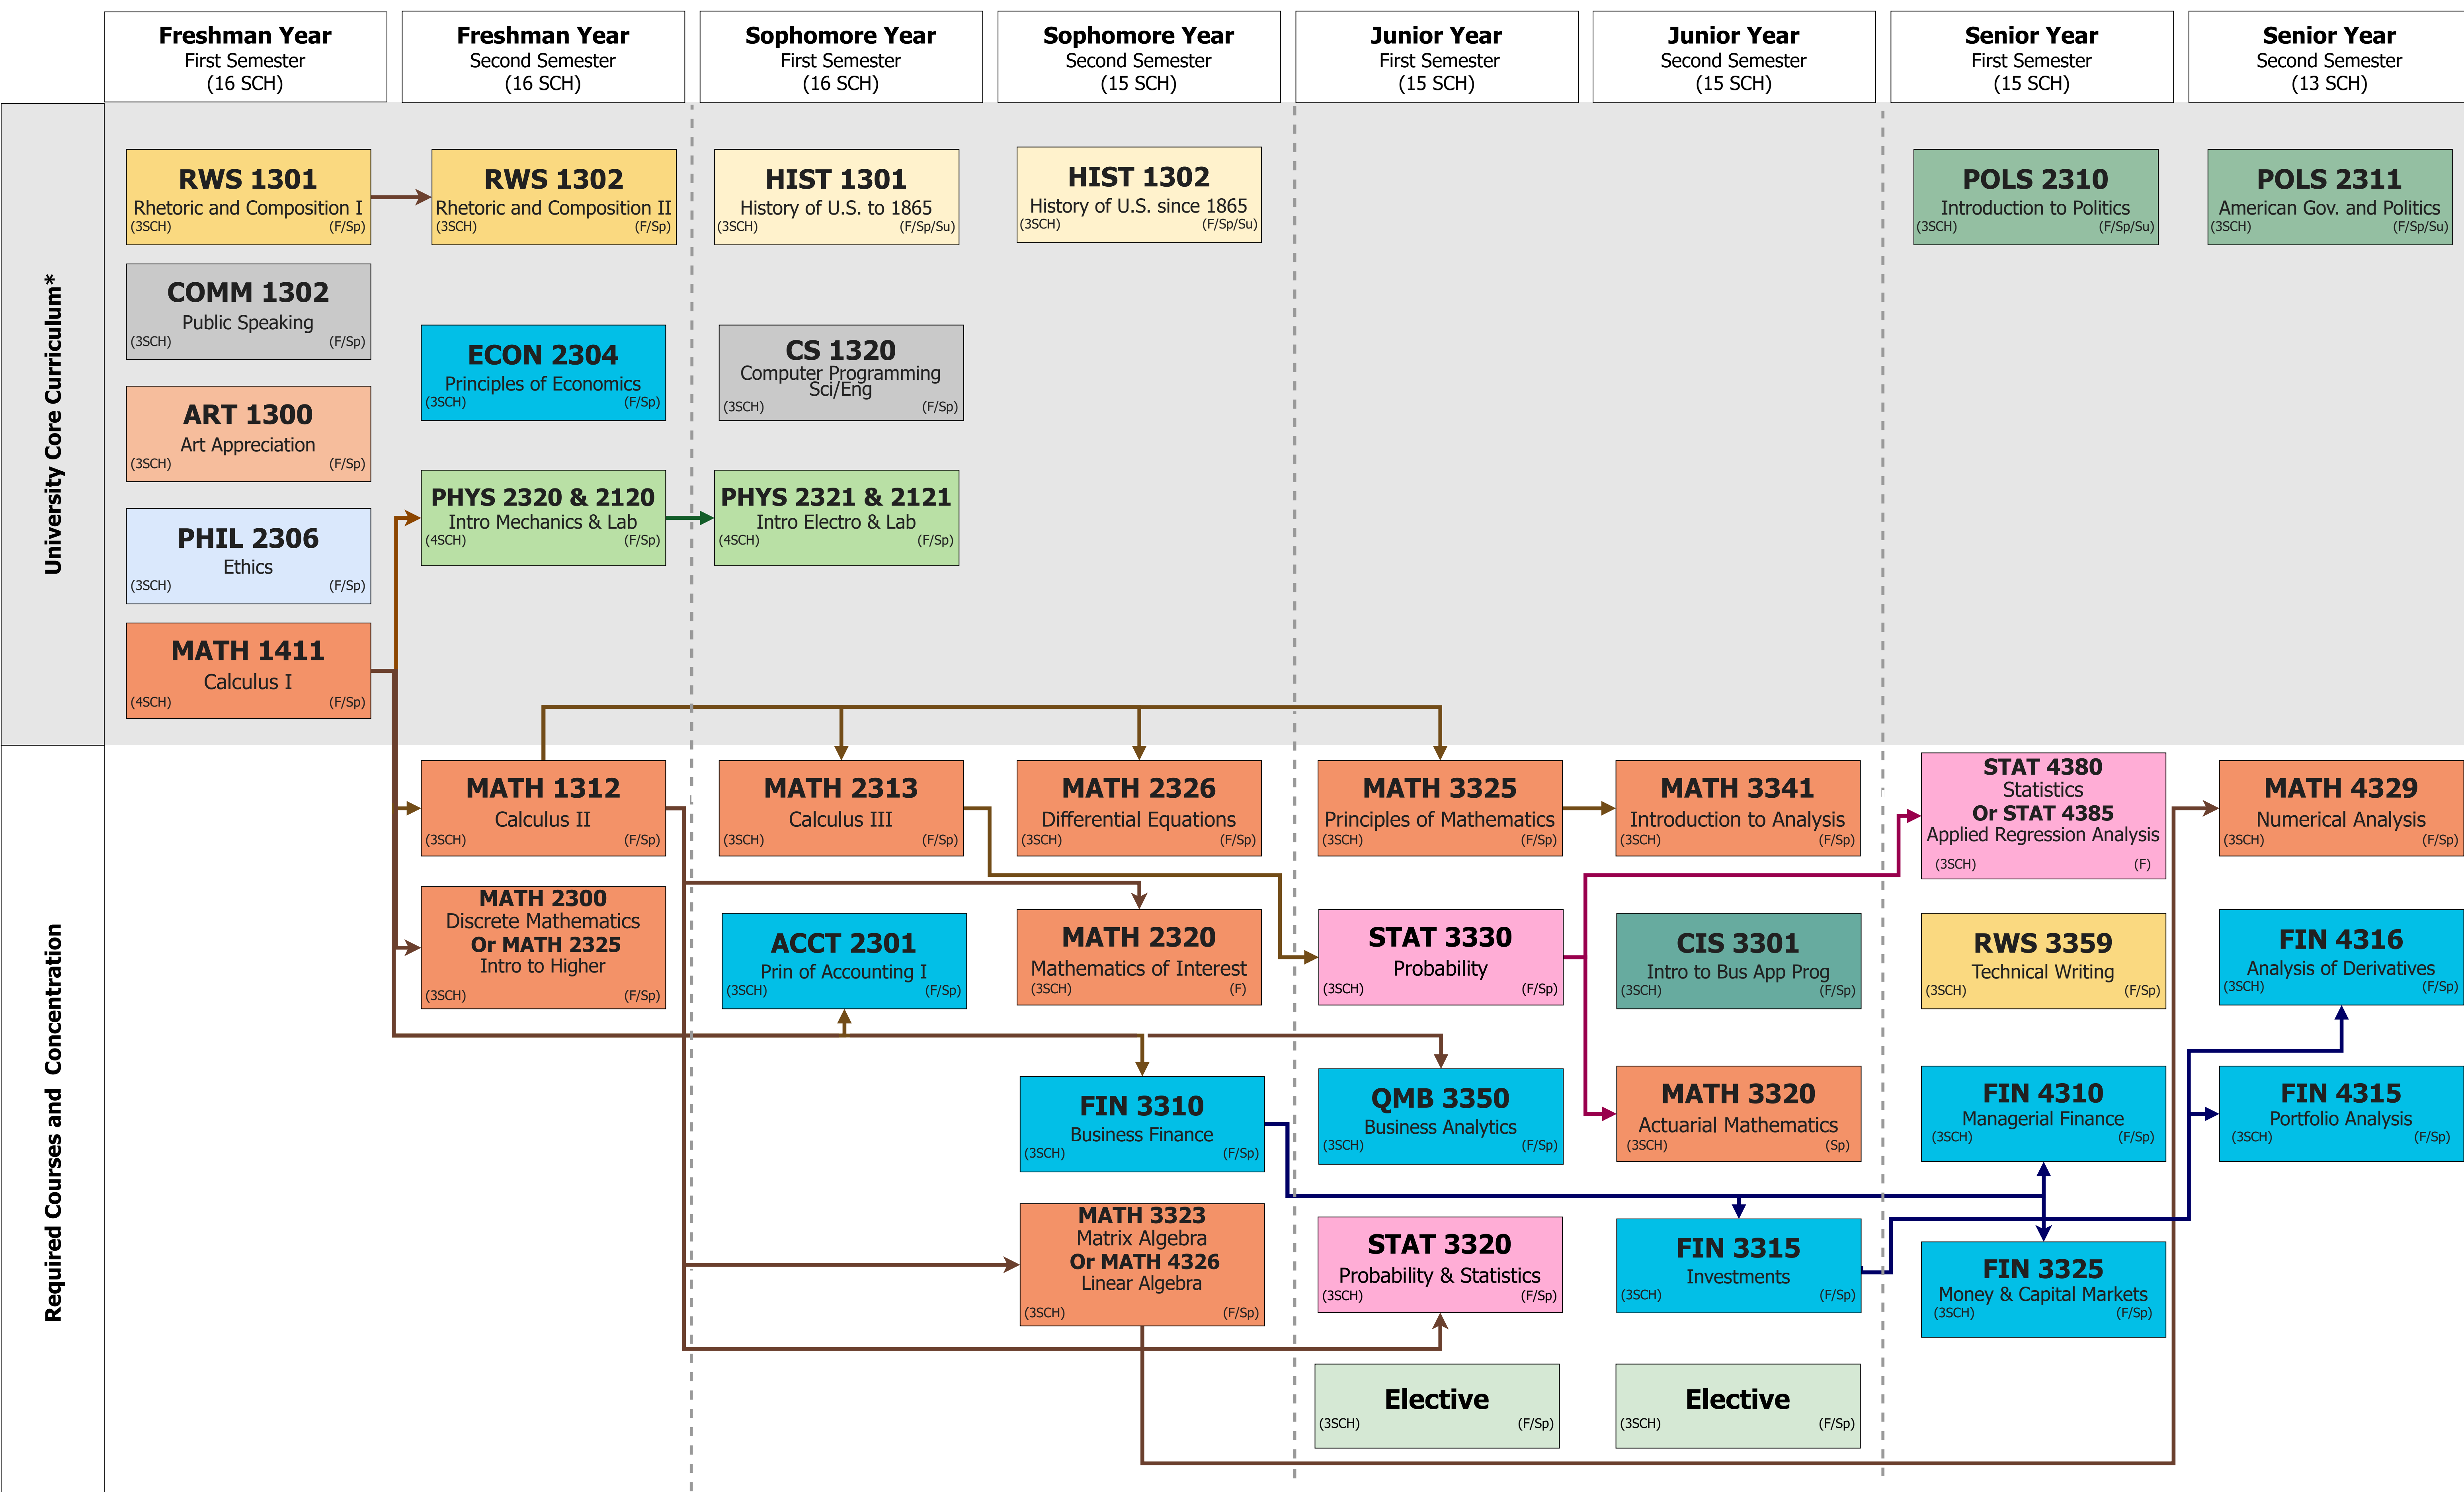 Freshman Year
First Semester
(16 SCH)
Freshman Year
Second Semester
(16 SCH)
Sophomore Year
First Semester
(16 SCH)
Sophomore Year
Second Semester
(15 SCH)
Junior Year
First Semester
(15 SCH)
Junior Year
Second Semester
(15 SCH)
Senior Year
First Semester
(15 SCH)
Senior Year
Second Semester
(13 SCH)
University Core Curriculum*
RWS 1301
Rhetoric and Composition I
(3SCH) (F/Sp)
RWS 1302
Rhetoric and Composition II
(3SCH) (F/Sp)
HIST 1301
History of U.S. to 1865
(3SCH) (F/Sp/Su)
HIST 1302
History of U.S. since 1865
(3SCH) (F/Sp/Su)
POLS 2310
Introduction to Politics
(3SCH) (F/Sp/Su)
POLS 2311
American Gov. and Politics
(3SCH) (F/Sp/Su)
COMM 1302
Public Speaking
(3SCH) (F/Sp)
ECON 2304
Principles of Economics
(3SCH) (F/Sp)
CS 1320
Computer Programming
Sci/Eng
(3SCH) (F/Sp)
ART 1300
Art Appreciation
(3SCH) (F/Sp)
PHYS 2320 & 2120
Intro Mechanics & Lab
(4SCH) (F/Sp)
PHYS 2321 & 2121
Intro Electro & Lab
(4SCH) (F/Sp)
PHIL 2306
Ethics
(3SCH) (F/Sp)
MATH 1411
Calculus I
(4SCH) (F/Sp)
Required Courses and Concentration
MATH 1312
Calculus II
(3SCH) (F/Sp)
MATH 2313
Calculus III
(3SCH) (F/Sp)
MATH 2326
Differential Equations
(3SCH) (F/Sp)
MATH 3325
Principles of Mathematics
(3SCH) (F/Sp)
MATH 3341
Introduction to Analysis
(3SCH) (F/Sp)
STAT 4380
Statistics
Or STAT 4385
Applied Regression Analysis
(3SCH) (F)
MATH 4329
Numerical Analysis
(3SCH) (F/Sp)
MATH 2300
Discrete Mathematics
Or MATH 2325
Intro to Higher
(3SCH) (F/Sp)
ACCT 2301
Prin of Accounting I
(3SCH) (F/Sp)
MATH 2320
Mathematics of Interest
(3SCH) (F)
STAT 3330
Probability
(3SCH) (F/Sp)
CIS 3301
Intro to Bus App Prog
(3SCH) (F/Sp)
RWS 3359
Technical Writing
(3SCH) (F/Sp)
FIN 4316
Analysis of Derivatives
(3SCH) (F/Sp)
FIN 3310
Business Finance
(3SCH) (F/Sp)
QMB 3350
Business Analytics
(3SCH) (F/Sp)
MATH 3320
Actuarial Mathematics
(3SCH) (Sp)
FIN 4310
Managerial Finance
(3SCH) (F/Sp)
FIN 4315
Portfolio Analysis
(3SCH) (F/Sp)
MATH 3323
Matrix Algebra
Or MATH 4326
Linear Algebra
(3SCH) (F/Sp)
STAT 3320
Probability & Statistics
(3SCH) (F/Sp)
FIN 3315
Investments
(3SCH) (F/Sp)
FIN 3325
Money & Capital Markets
(3SCH) (F/Sp)
Elective
(3SCH) (F/Sp)
Elective
(3SCH) (F/Sp)